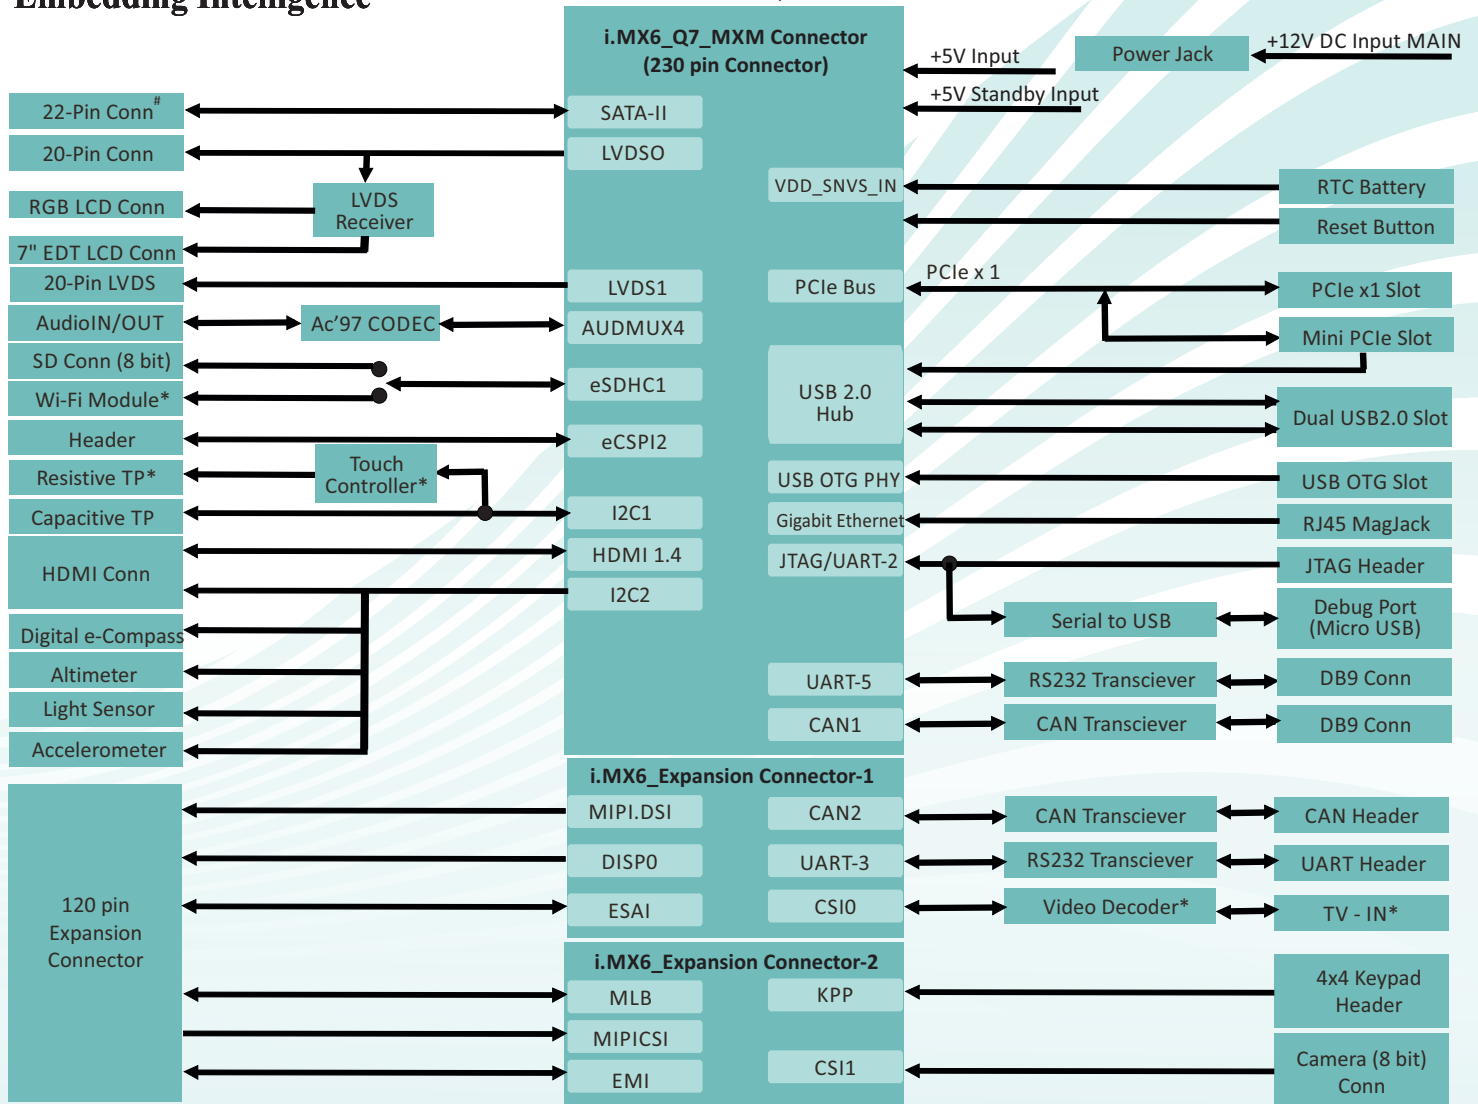 Embedding Intelligence
i.MX6_Q7_MXM Connector
(230 pin Connector)
+5V Input
Power Jack
+12V DC Input MAIN
+5V Standby Input
22-Pin Conn#
SATA-II
20-Pin Conn
LVDSO
VDD_SNVS_IN
RTC Battery
RGB LCD Conn
LVDS
Receiver
Reset Button
7" EDT LCD Conn
20-Pin LVDS
LVDS1
PCIe Bus
PCIe x 1
PCIe x1 Slot
AudioIN/OUT
Ac’97 CODEC
AUDMUX4
Mini PCIe Slot
SD Conn (8 bit)
eSDHC1
Wi-Fi Module*
USB 2.0
Hub
Dual USB2.0 Slot
Header
eCSPI2
Resistive TP*
Touch
Controller*
USB OTG PHY
USB OTG Slot
Capacitive TP
I2C1
Gigabit Ethernet
RJ45 MagJack
HDMI Conn
HDMI 1.4
JTAG/UART-2
JTAG Header
I2C2
Digital e-Compass
Serial to USB
Debug Port
(Micro USB)
Altimeter
UART-5
RS232 Transciever
DB9 Conn
Light Sensor
CAN1
CAN Transciever
DB9 Conn
Accelerometer
i.MX6_Expansion Connector-1
MIPI.DSI
CAN2
CAN Transciever
CAN Header
DISP0
UART-3
RS232 Transciever
UART Header
120 pin
Expansion
Connector
ESAI
CSI0
Video Decoder*
TV - IN*
i.MX6_Expansion Connector-2
MLB
KPP
4x4 Keypad
Header
MIPICSI
EMI
CSI1
Camera (8 bit)
Conn